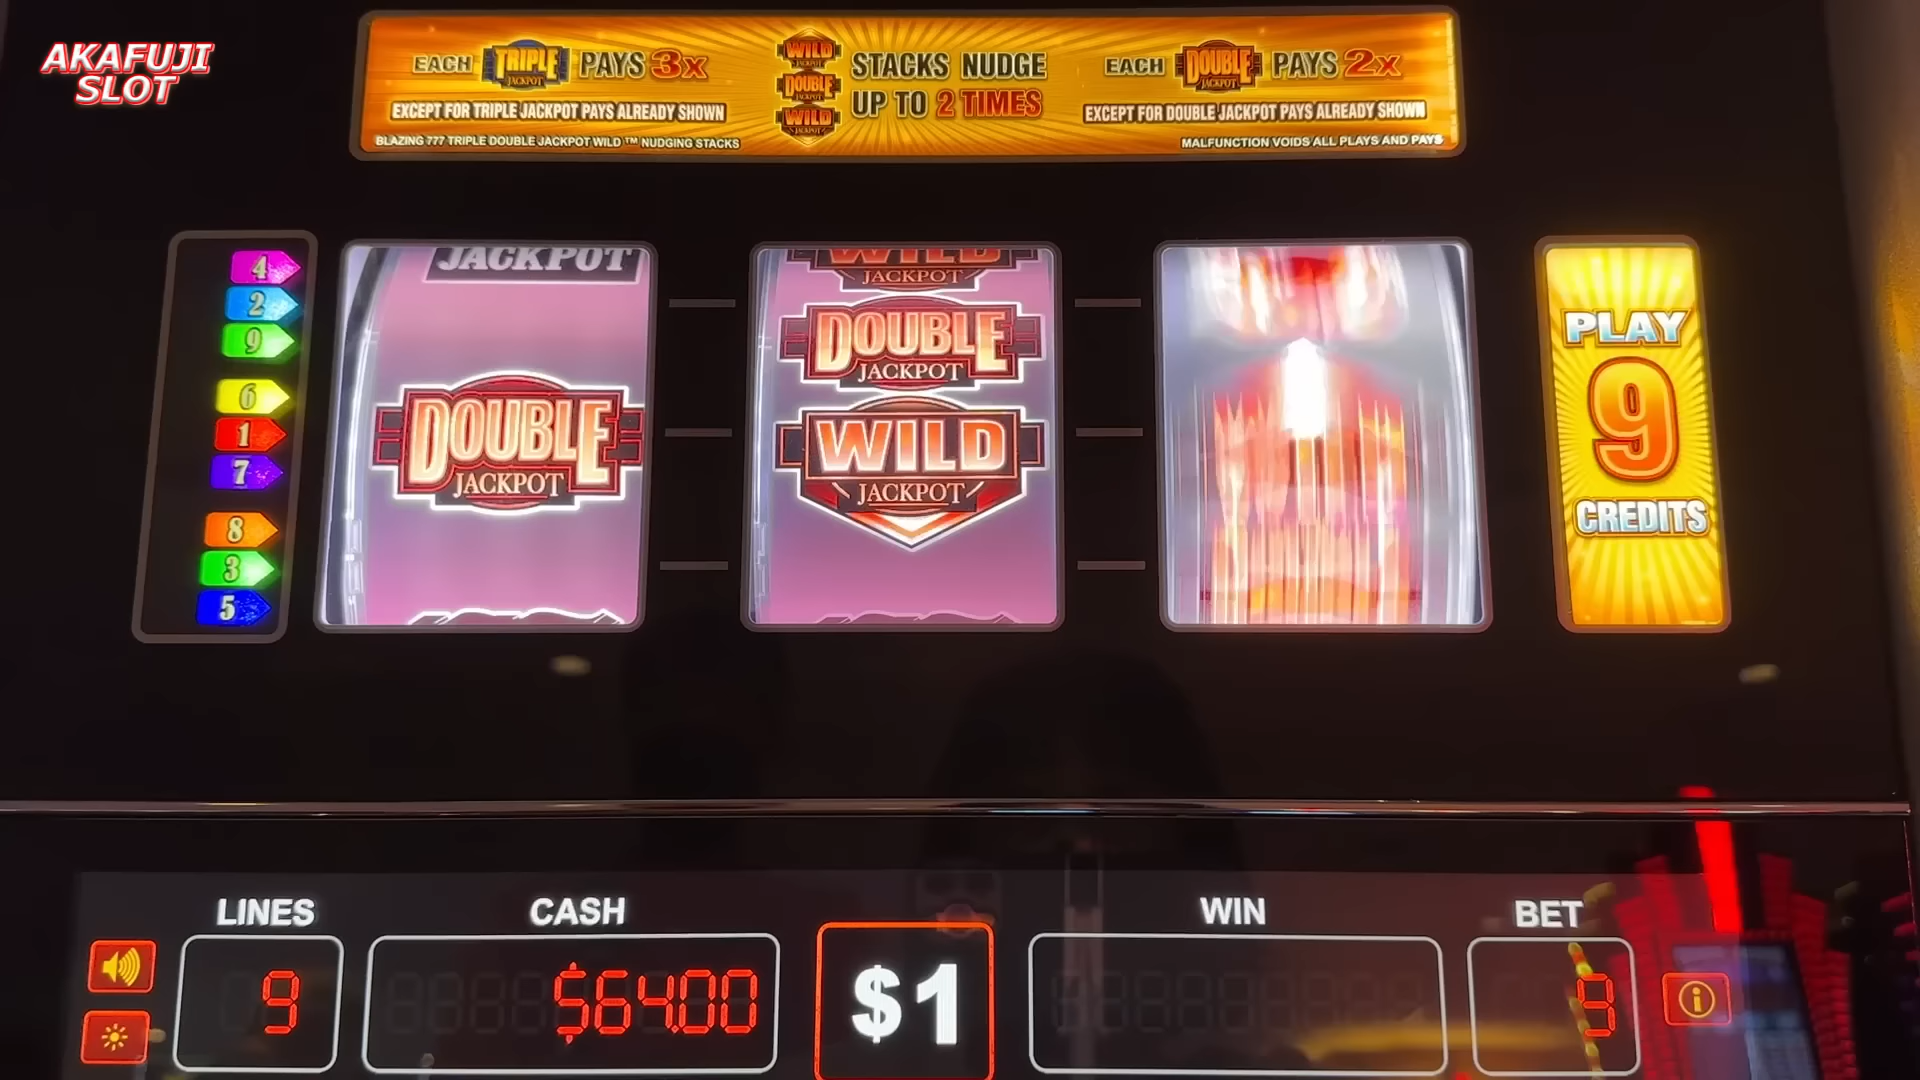 AKAFUJI
SLOT
EACH TRIPLE JACKPOT PAYS 3x
EXCEPT FOR TRIPLE JACKPOT PAYS ALREADY SHOWN
BLAZING 777 TRIPLE DOUBLE JACKPOT WILD ™ NUDGING STACKS
WILD
JACKPOT
DOUBLE
JACKPOT
WILD
JACKPOT
STACKS NUDGE
UP TO 2 TIMES
EACH DOUBLE JACKPOT PAYS 2x
EXCEPT FOR DOUBLE JACKPOT PAYS ALREADY SHOWN
MALFUNCTION VOIDS ALL PLAYS AND PAYS
4
2
9
6
1
7
8
3
5
JACKPOT
DOUBLE
JACKPOT
WILD
JACKPOT
DOUBLE
JACKPOT
WILD
JACKPOT
PLAY
9
CREDITS
LINES
9
CASH
$64.00
$1
WIN
BET
9